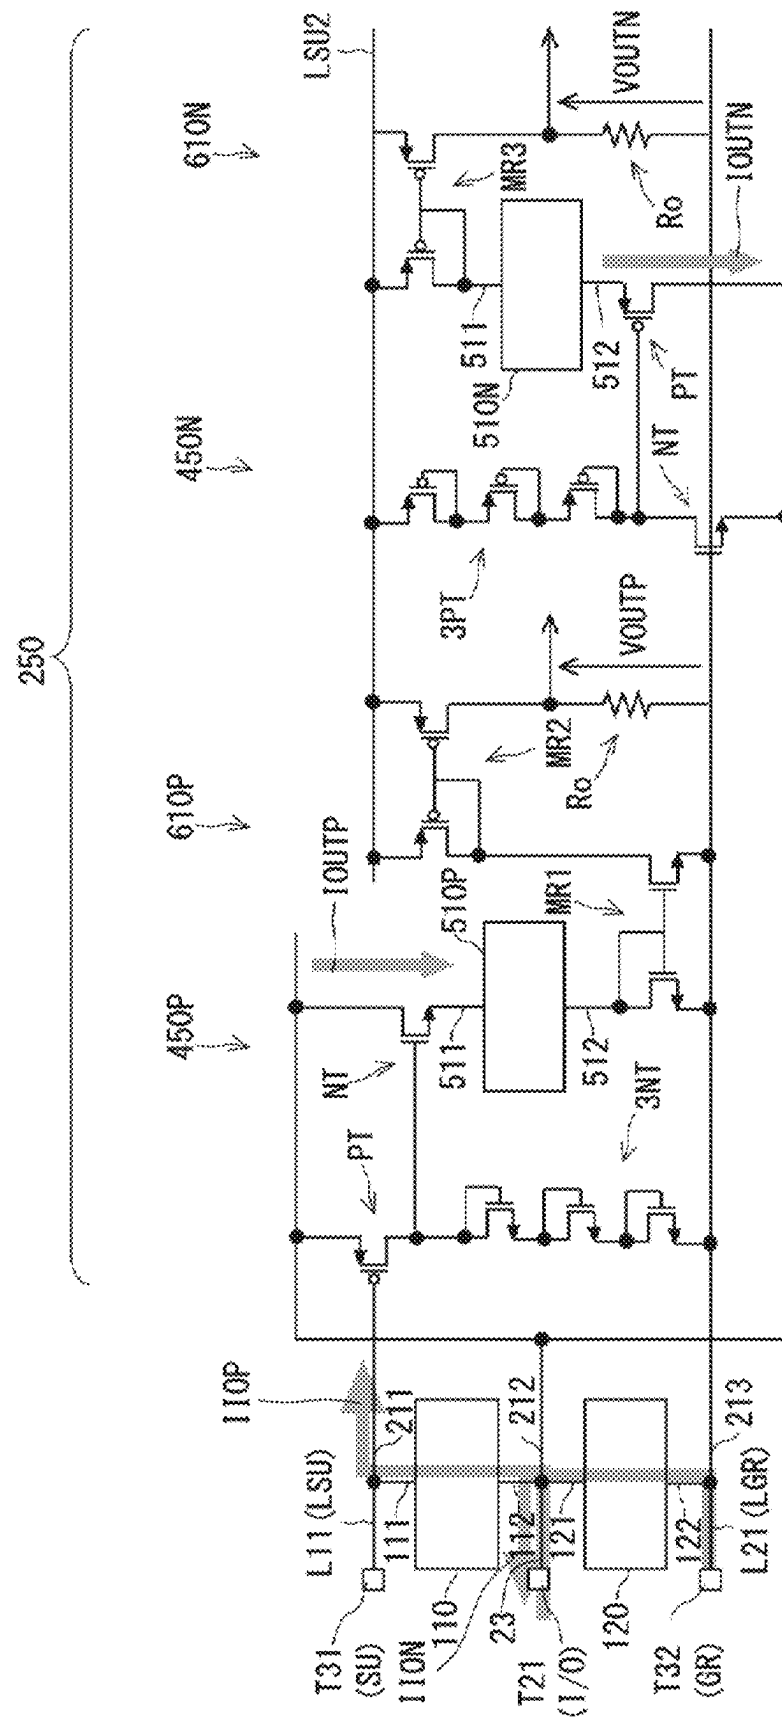 250
610N
450N
610P
450P
LSU2
VOUTN
MR3
Ro
IOUTN
511
510N
512
PT
NT
3PT
VOUTP
MR2
Ro
IOUTP
510P
MR1
NT
511
512
3NT
PT
IIOP
L11(LSU)
211
111
212
213
112
121
122
L21(LGR)
110
IION
23
120
T31
(SU)
T21
(I/O)
T32
(GR)